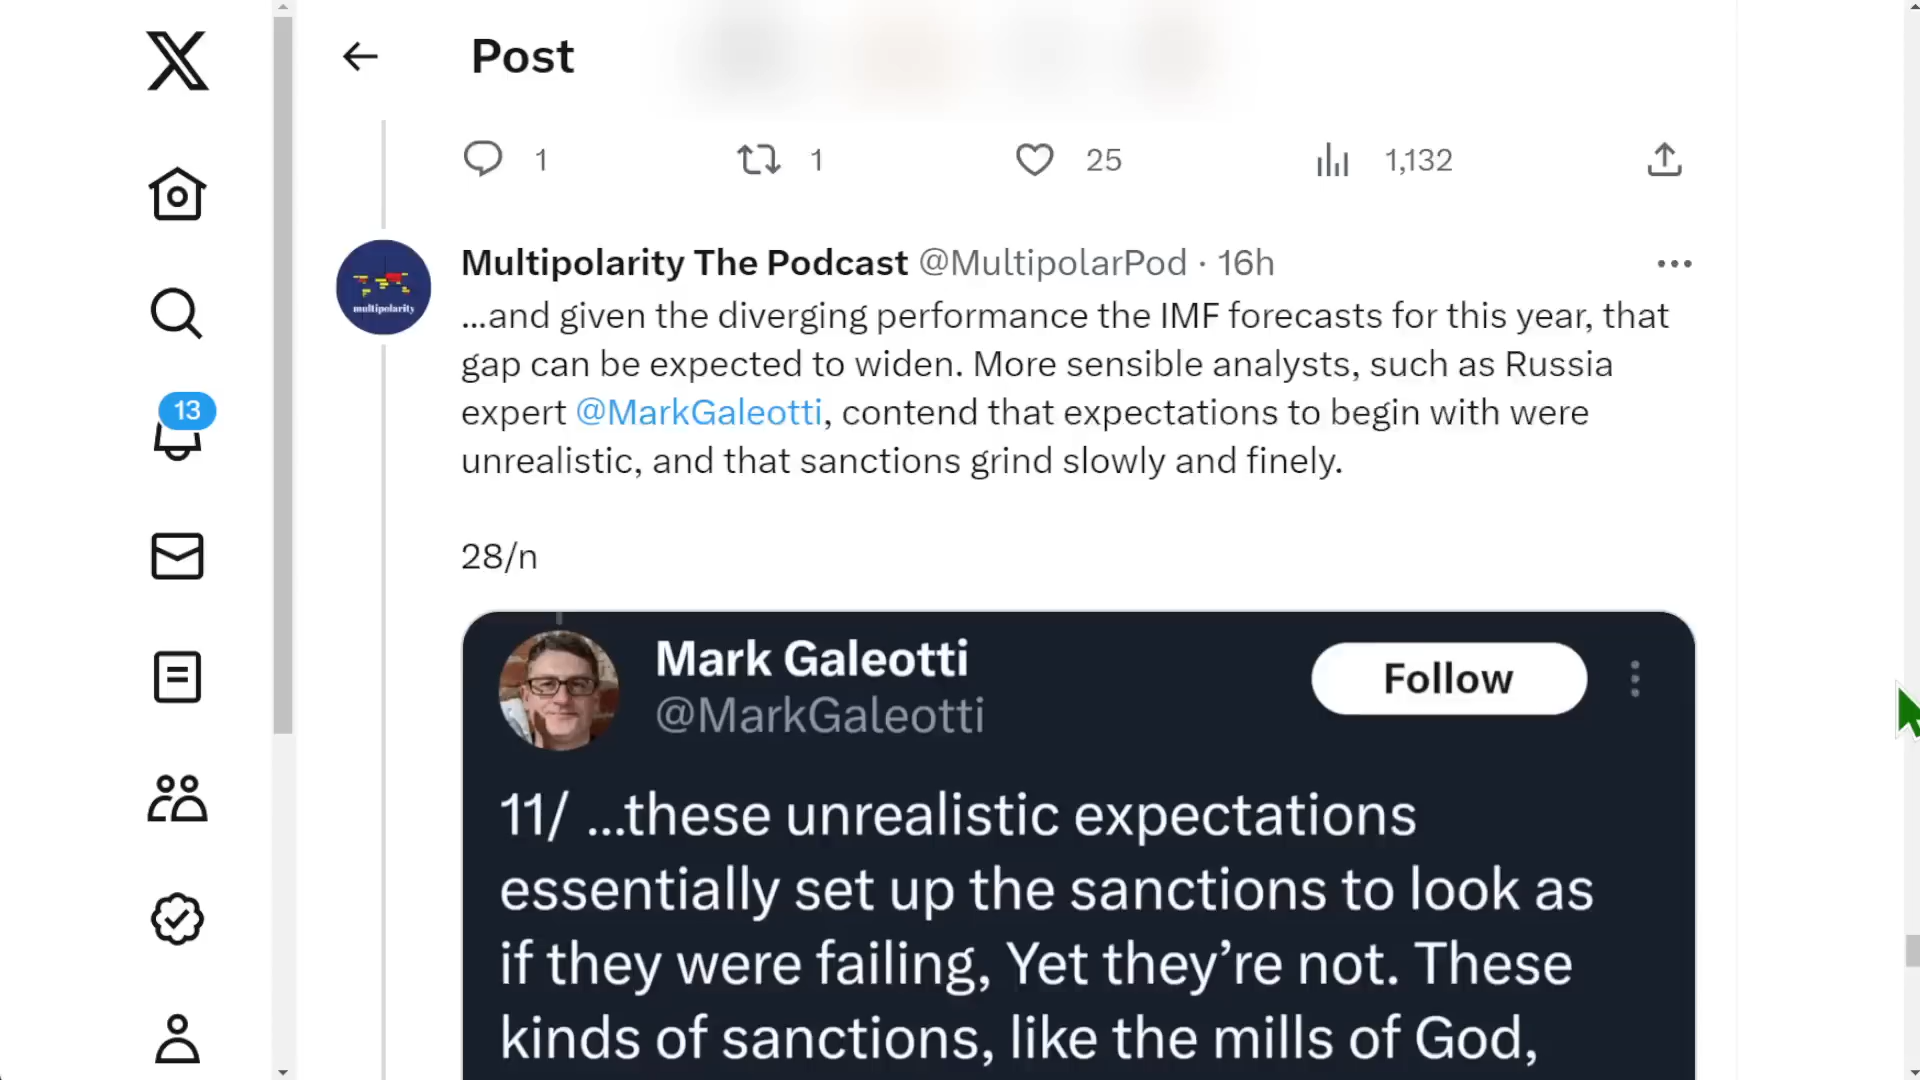 Post
1
1
25
1,132
Multipolarity The Podcast @MultipolarPod · 16h
...and given the diverging performance the IMF forecasts for this year, that
gap can be expected to widen. More sensible analysts, such as Russia
expert @MarkGaleotti, contend that expectations to begin with were
unrealistic, and that sanctions grind slowly and finely.
28/n
13
multipolarity
Mark Galeotti
@MarkGaleotti
Follow
11/ ...these unrealistic expectations
essentially set up the sanctions to look as
if they were failing, Yet they’re not. These
kinds of sanctions, like the mills of God,